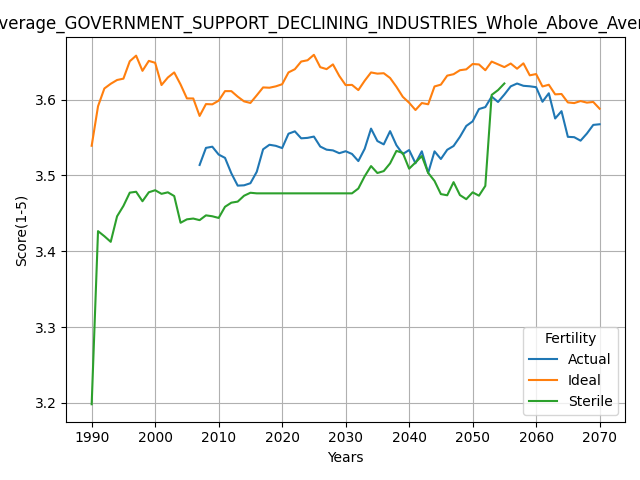 verage_GOVERNMENT_SUPPORT_DECLINING_INDUSTRIES_Whole_Above_Aver
Score(1-5)
3.6
3.5
3.4
3.3
3.2
Fertility
Actual
Ideal
Sterile
1990 2000 2010 2020 2030 2040 2050 2060 2070
Years